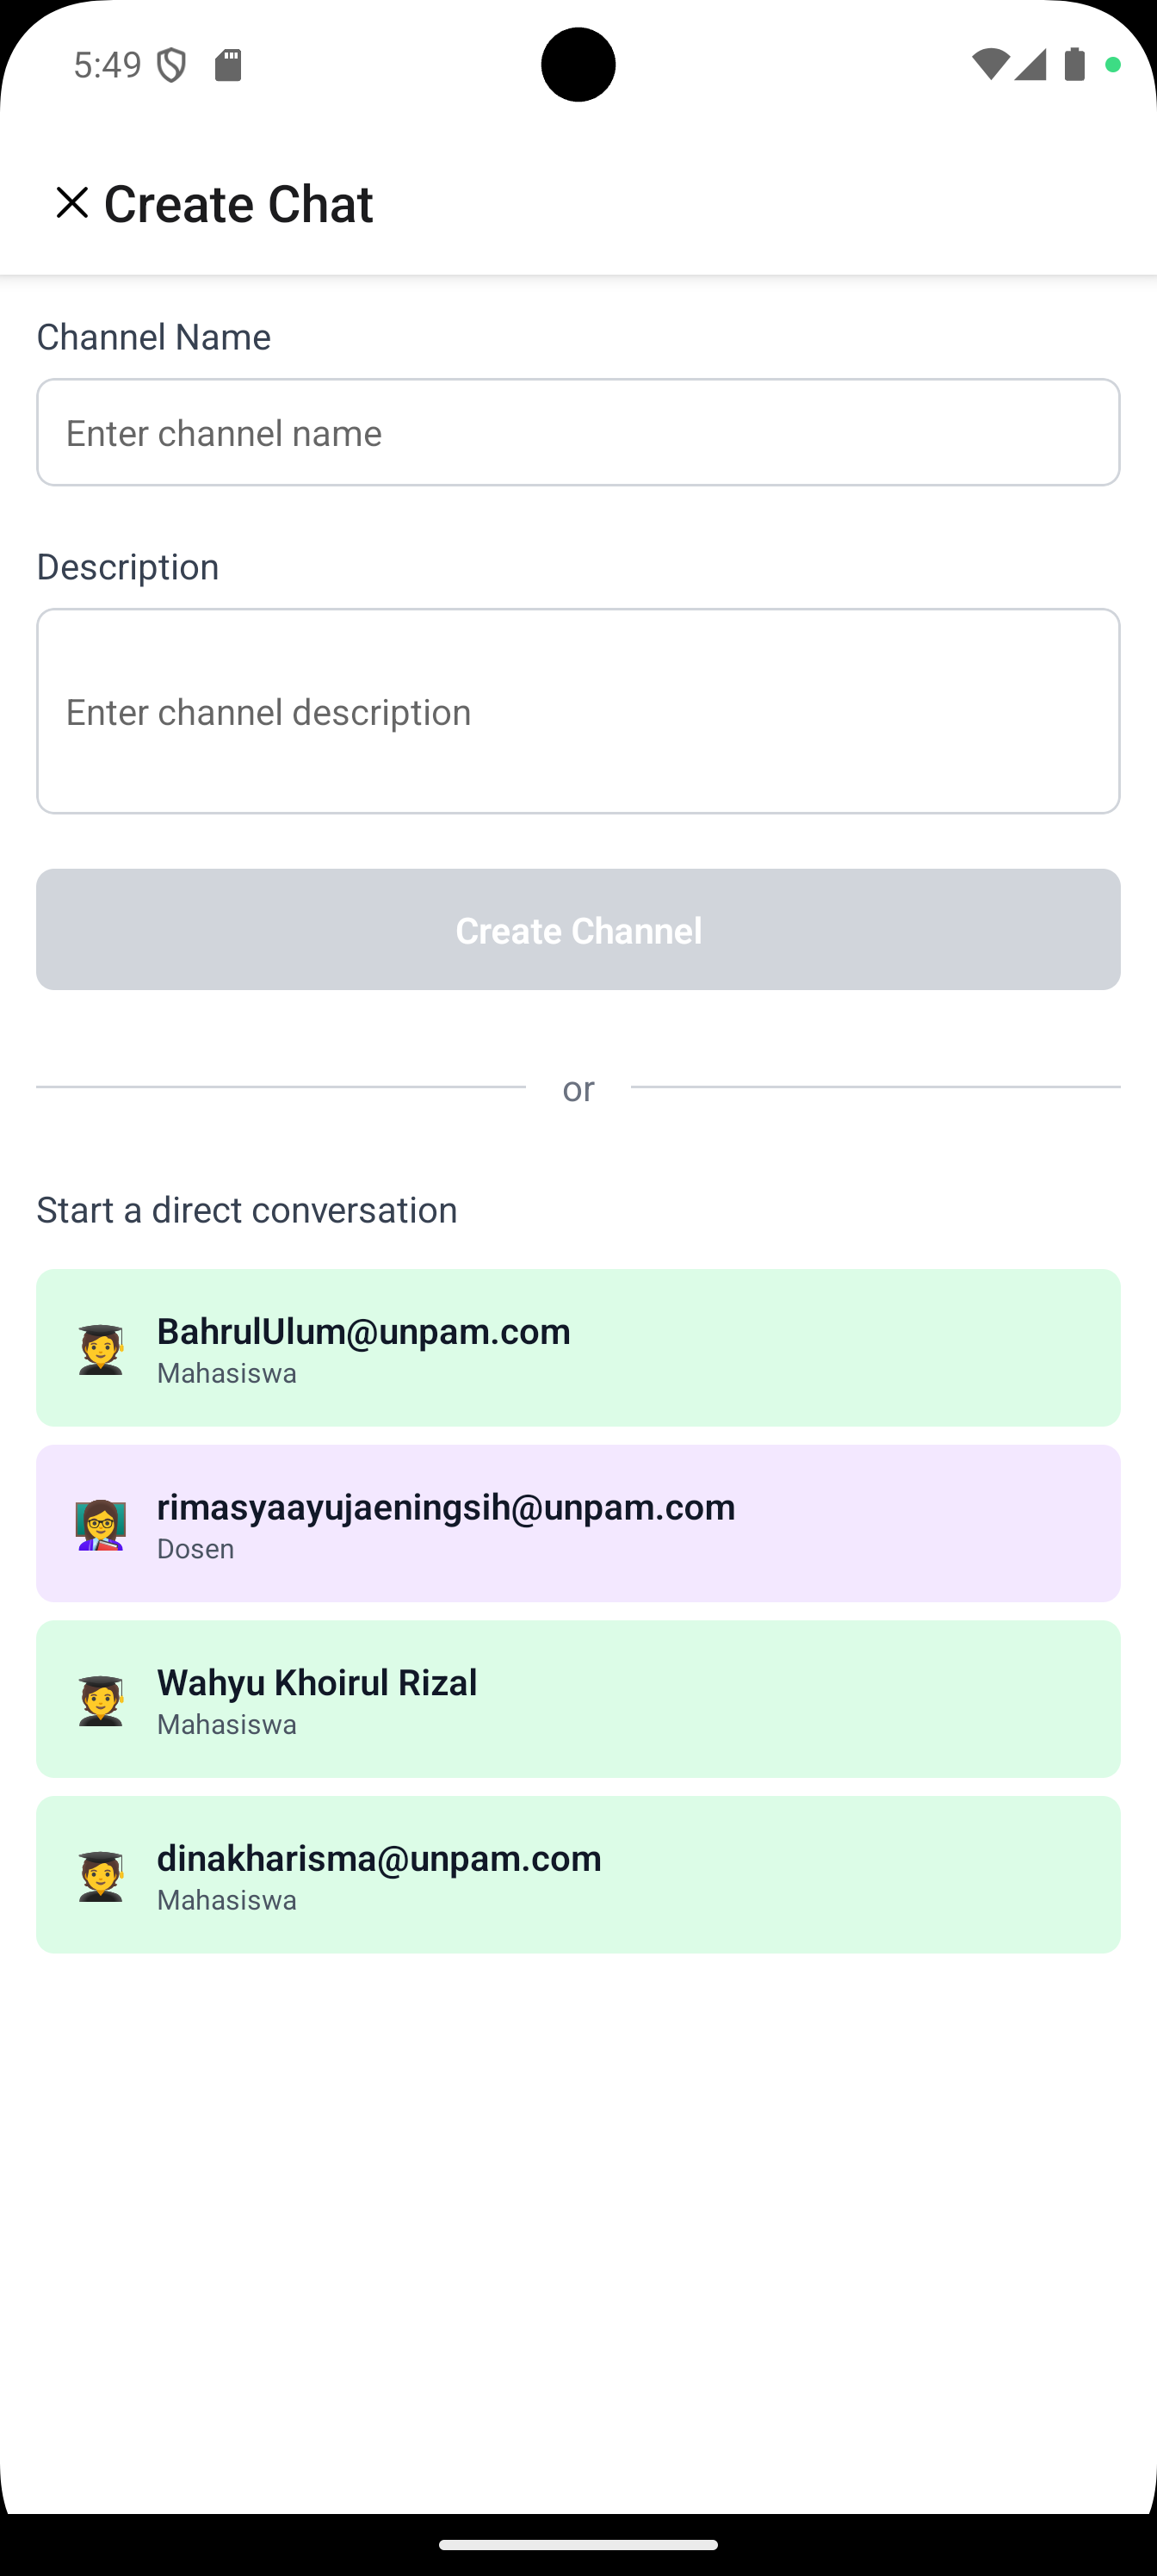 5:49
Create Chat
Channel Name
Enter channel name
Description
Enter channel description
Create Channel
or
Start a direct conversation
BahrulUlum@unpam.com
Mahasiswa
rimasyaayujaeningsih@unpam.com
Dosen
Wahyu Khoirul Rizal
Mahasiswa
dinakharisma@unpam.com
Mahasiswa